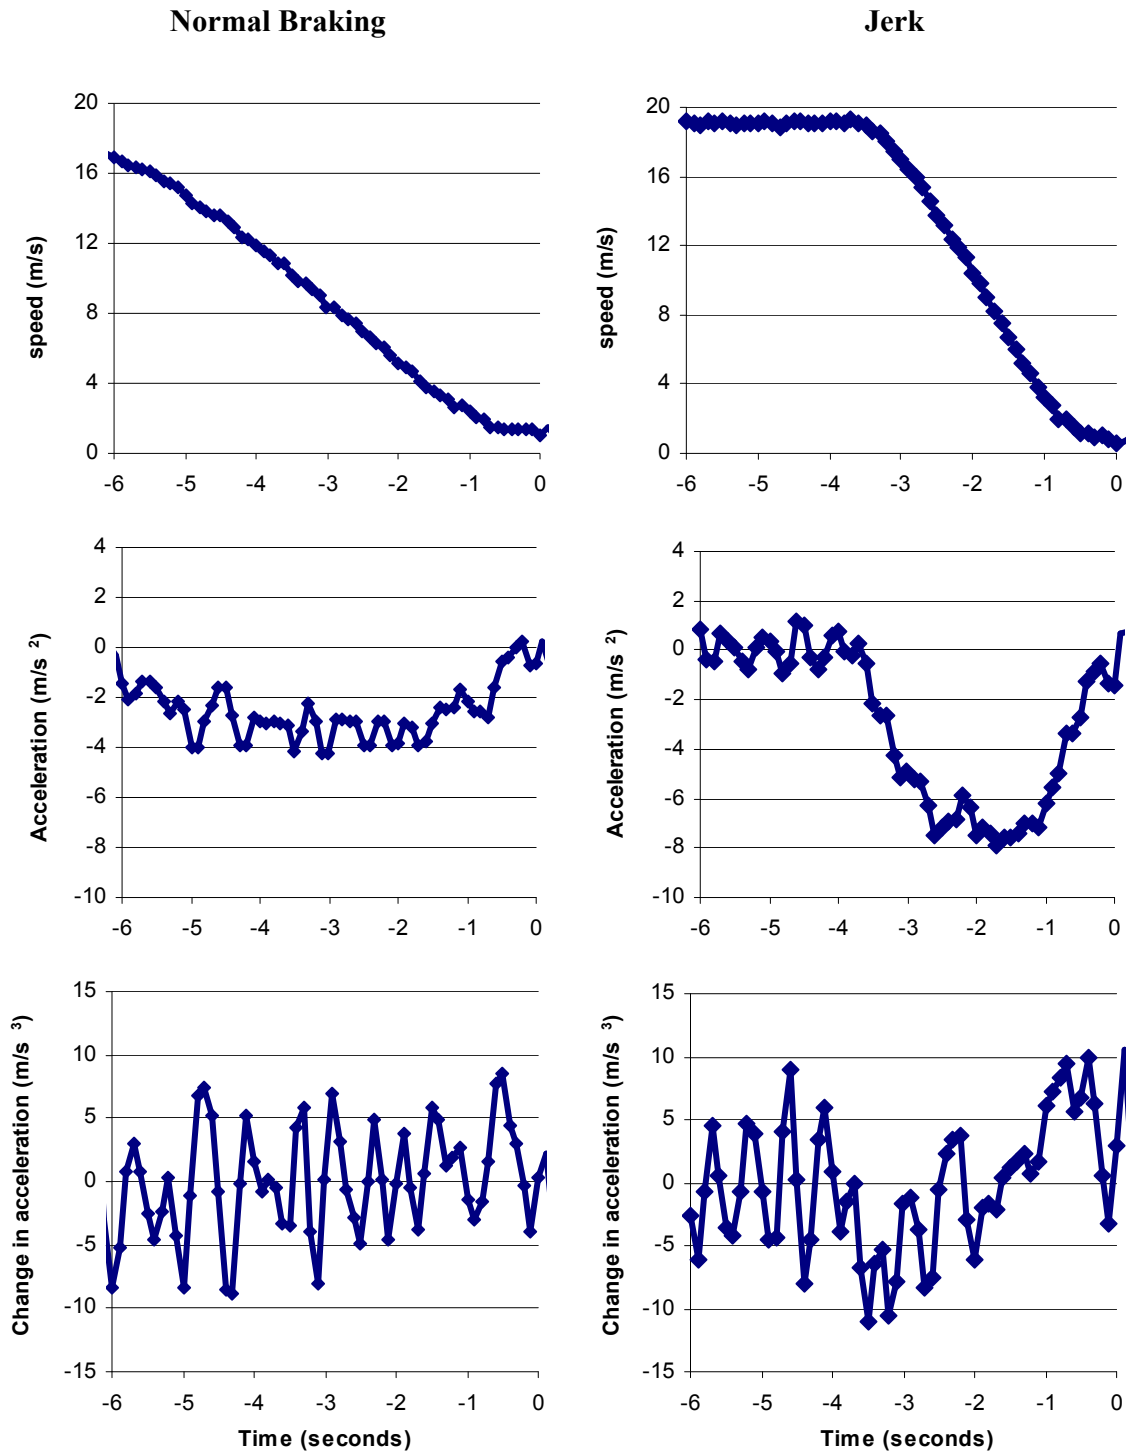 Normal Braking
Jerk
20
16
12
8
4
0
speed (m/s)
-6 -5 -4 -3 -2 -1 0
20
16
12
8
4
0
speed (m/s)
-6 -5 -4 -3 -2 -1 0
4
2
0
-2
-4
-6
-8
-10
Acceleration (m/s ²)
-6 -5 -4 -3 -2 -1 0
4
2
0
-2
-4
-6
-8
-10
Acceleration (m/s ²)
-6 -5 -4 -3 -2 -1 0
15
10
5
0
-5
-10
-15
Change in acceleration (m/s ³)
-6 -5 -4 -3 -2 -1 0
Time (seconds)
15
10
5
0
-5
-10
-15
Change in acceleration (m/s ³)
-6 -5 -4 -3 -2 -1 0
Time (seconds)